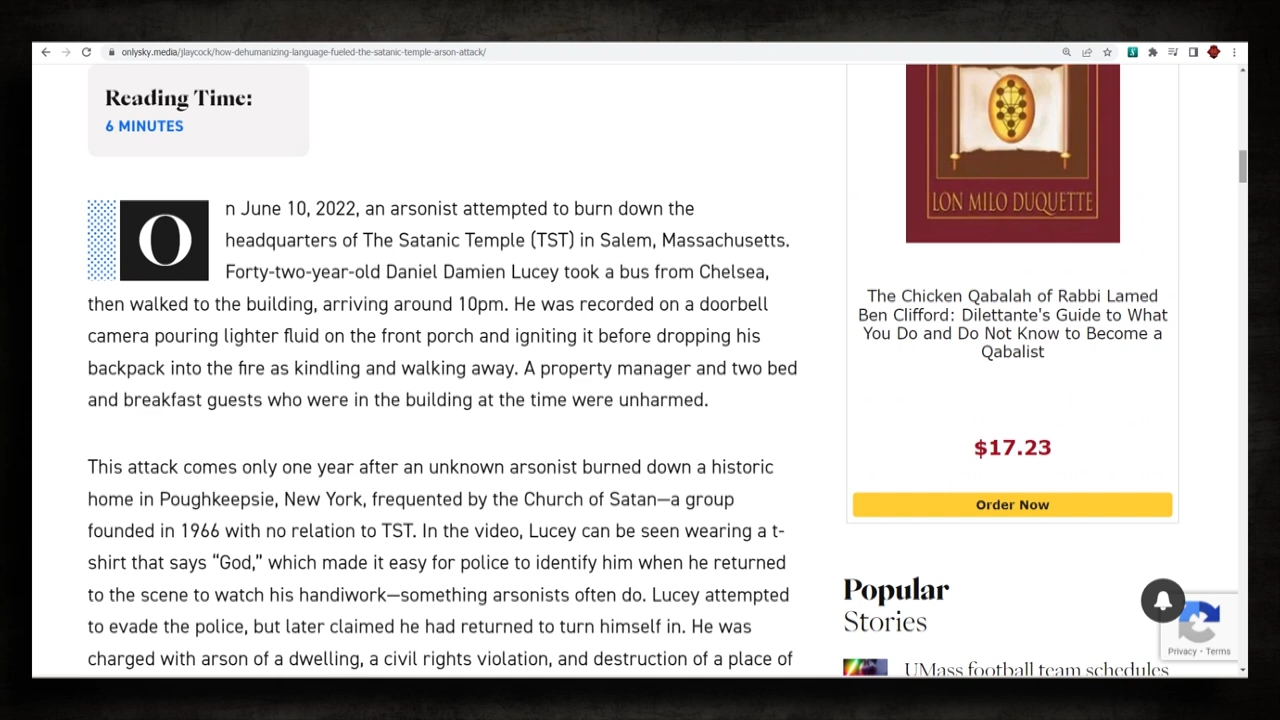 onlysky.media/jlaycock/how-dehumanizing-language-fueled-the-satanic-temple-arson-attack/
Reading Time:
6 MINUTES
On June 10, 2022, an arsonist attempted to burn down the
headquarters of The Satanic Temple (TST) in Salem, Massachusetts.
Forty-two-year-old Daniel Damien Lucey took a bus from Chelsea,
then walked to the building, arriving around 10pm. He was recorded on a doorbell
camera pouring lighter fluid on the front porch and igniting it before dropping his
backpack into the fire as kindling and walking away. A property manager and two bed
and breakfast guests who were in the building at the time were unharmed.
This attack comes only one year after an unknown arsonist burned down a historic
home in Poughkeepsie, New York, frequented by the Church of Satan—a group
founded in 1966 with no relation to TST. In the video, Lucey can be seen wearing a t-
shirt that says “God,” which made it easy for police to identify him when he returned
to the scene to watch his handiwork—something arsonists often do. Lucey attempted
to evade the police, but later claimed he had returned to turn himself in. He was
charged with arson of a dwelling, a civil rights violation, and destruction of a place of
LON MILO DUQUETTE
The Chicken Qabalah of Rabbi Lamed
Ben Clifford: Dilettante's Guide to What
You Do and Do Not Know to Become a
Qabalist
$17.23
Order Now
Popular
Stories
UMass football team schedules
Privacy - Terms